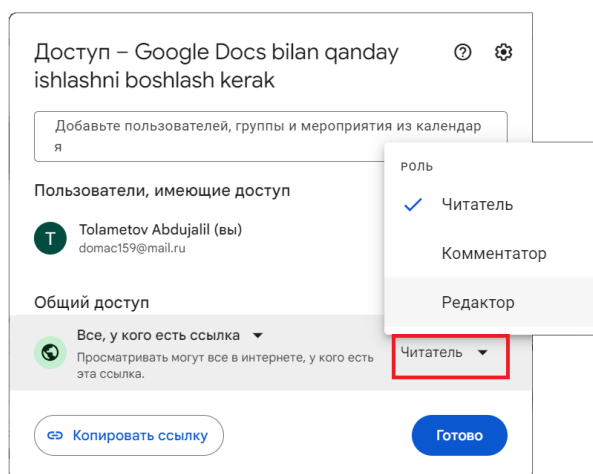 Доступ – Google Docs bilan qanday
ishlashni boshlash kerak
Добавьте пользователей, группы и мероприятия из календар
я
РОЛЬ
Пользователи, имеющие доступ
Читатель
T
Tolametov Abdujalil (вы)
domac159@mail.ru
Комментатор
Общий доступ
Редактор
Все, у кого есть ссылка
Просматривать могут все в интернете, у кого есть
эта ссылка.
Читатель
Копировать ссылку
Готово